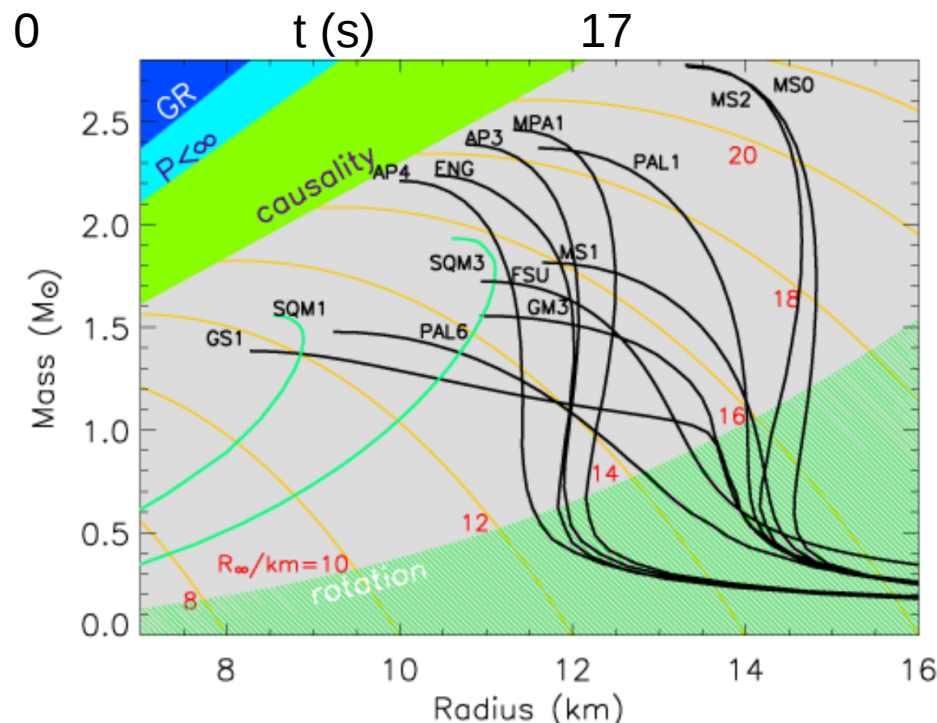 0 t (s) 17
GR
P<∞
causality
MS2 MS0
MPA1
AP3
PAL1
20
AP4 ENG
SQM3
MS1
FSU
18
GM3
SQM1
PAL6
GS1
16
14
12
R∞/km=10
rotation
8
2.5
2.0
1.5
1.0
0.5
0.0
Mass (M⊙)
8 10 12 14 16
Radius (km)